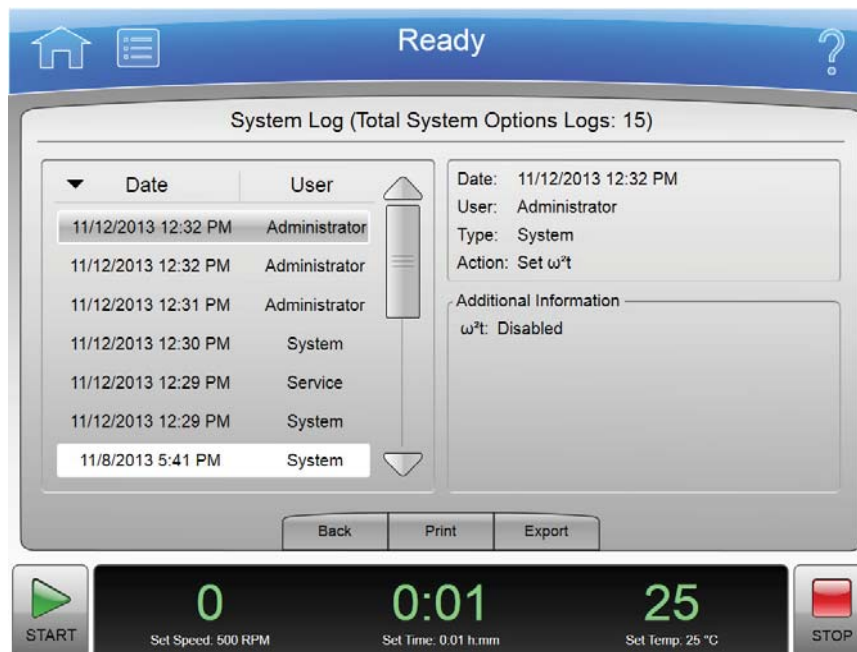 Ready
System Log (Total System Options Logs: 15)
Date User
11/12/2013 12:32 PM Administrator
11/12/2013 12:32 PM Administrator
11/12/2013 12:31 PM Administrator
11/12/2013 12:30 PM System
11/12/2013 12:29 PM Service
11/12/2013 12:29 PM System
11/8/2013 5:41 PM System
Date: 11/12/2013 12:32 PM
User: Administrator
Type: System
Action: Set ω²t
Additional Information
ω²t: Disabled
Back Print Export
START
0
Set Speed: 500 RPM
0:01
Set Time: 0.01 h:mm
25
Set Temp: 25 °C
STOP